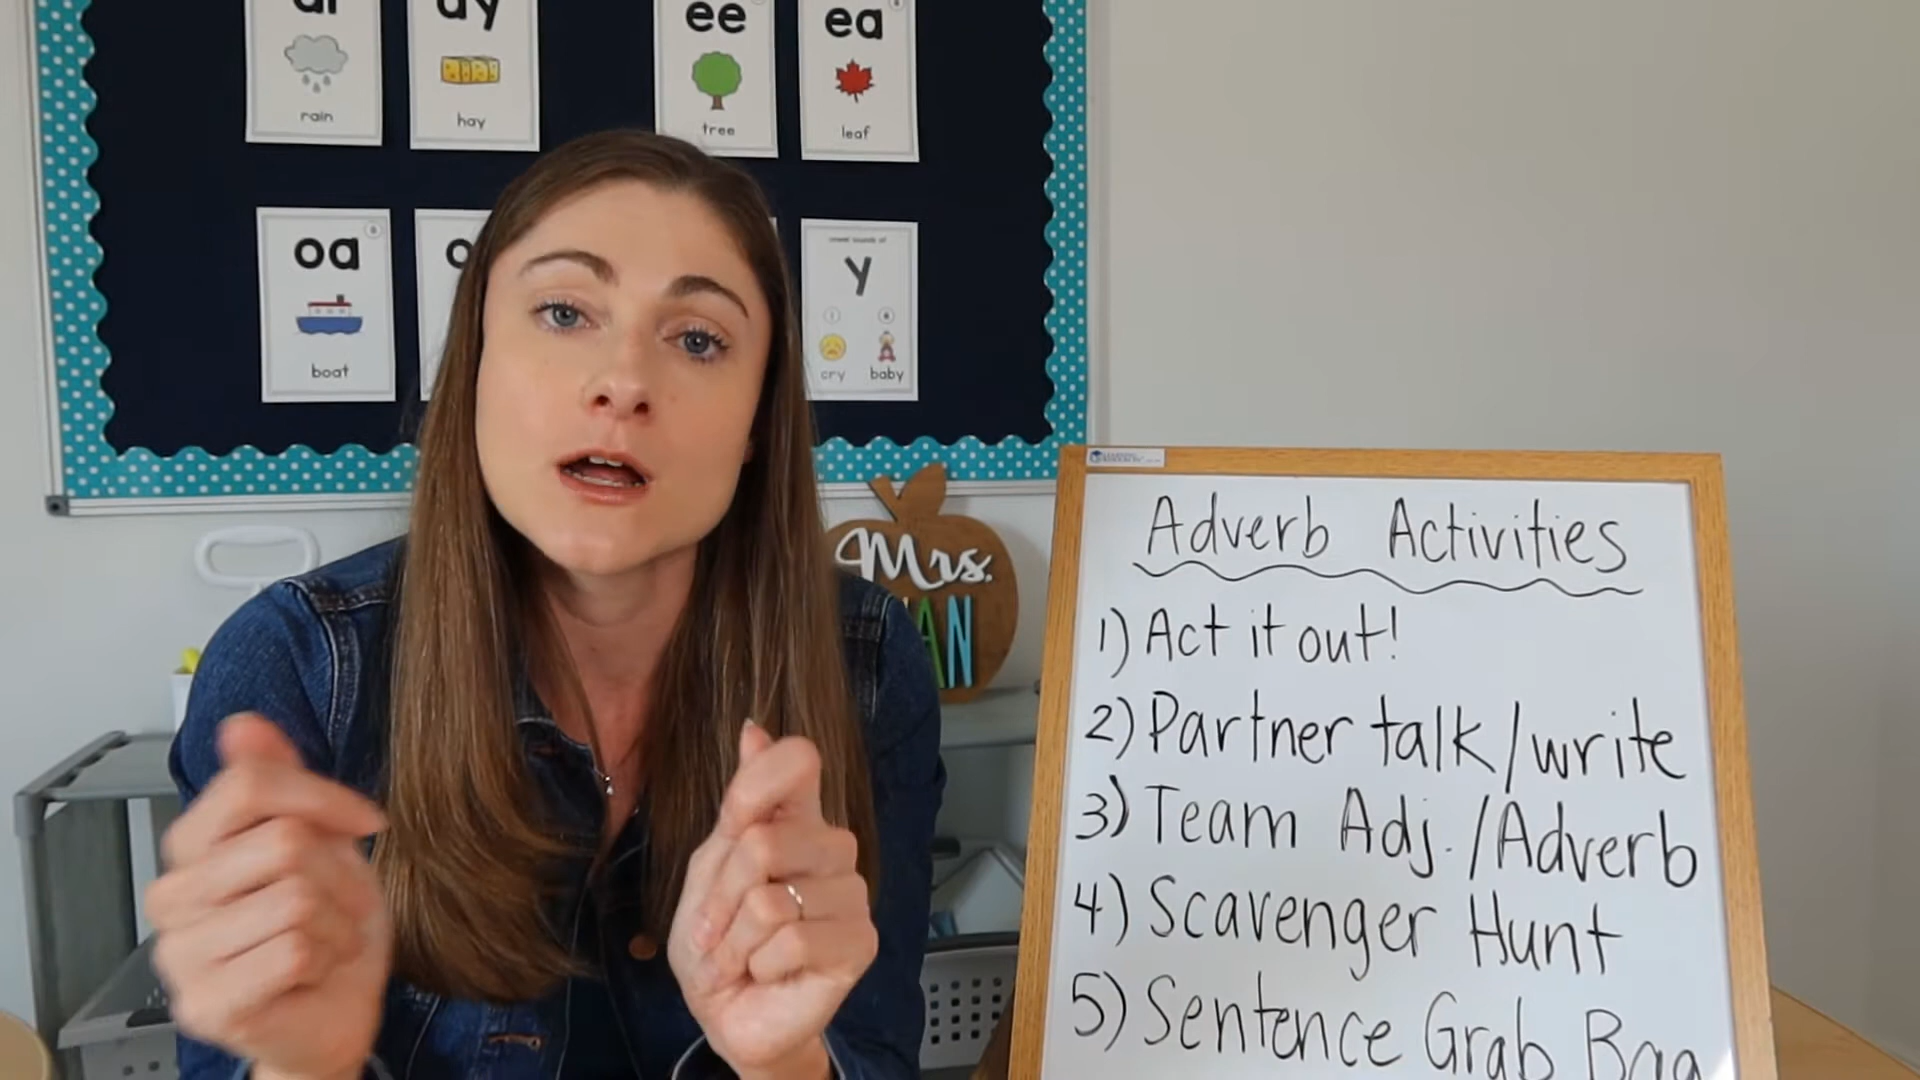 ay
ee
ea
rain
hay
tree
leaf
oa
y
boat
cry
baby
Mrs.
Adverb Activities
1) Act it out!
2) Partner talk/write
3) Team Adj./Adverb
4) Scavenger Hunt
5) Sentence Grab Bag